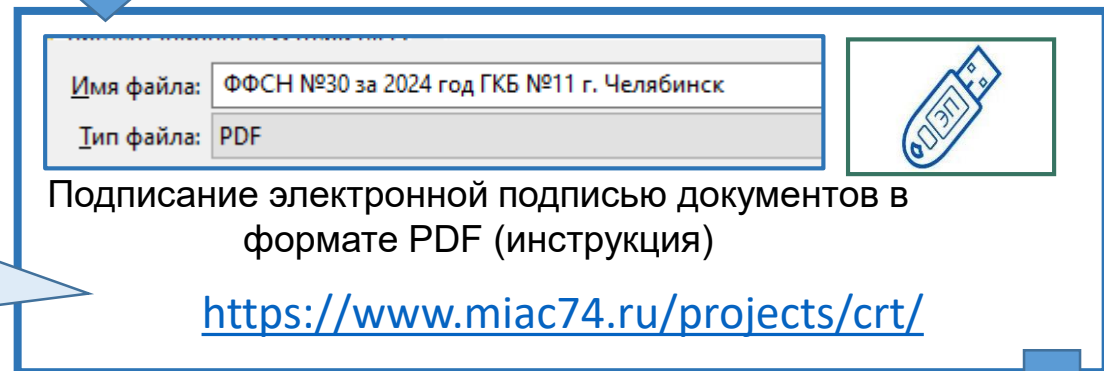 Имя файла: ФФСН №30 за 2024 год ГКБ №11 г. Челябинск
Тип файла: PDF
ЭП
Подписание электронной подписью документов в
формате PDF (инструкция)
https://www.miac74.ru/projects/crt/